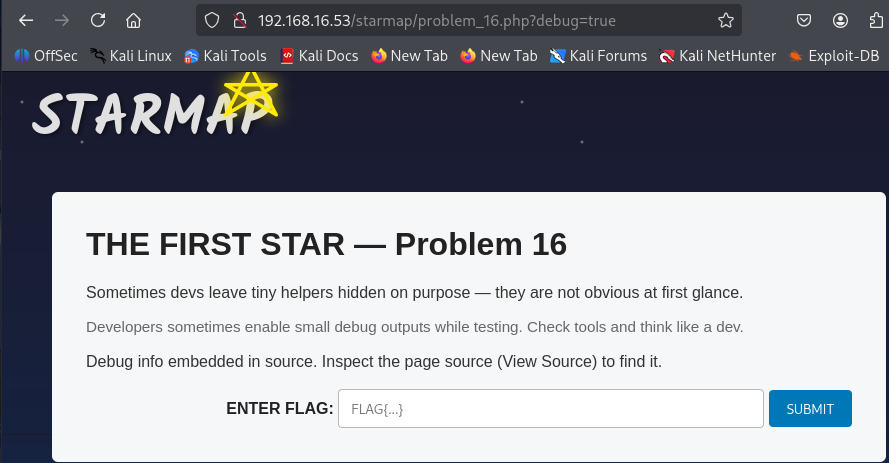 192.168.16.53/starmap/problem_16.php?debug=true
OffSec Kali Linux Kali Tools Kali Docs New Tab New Tab Kali Forums Kali NetHunter Exploit-DB
STARMAP
THE FIRST STAR — Problem 16
Sometimes devs leave tiny helpers hidden on purpose — they are not obvious at first glance.
Developers sometimes enable small debug outputs while testing. Check tools and think like a dev.
Debug info embedded in source. Inspect the page source (View Source) to find it.
ENTER FLAG: FLAG{...} SUBMIT